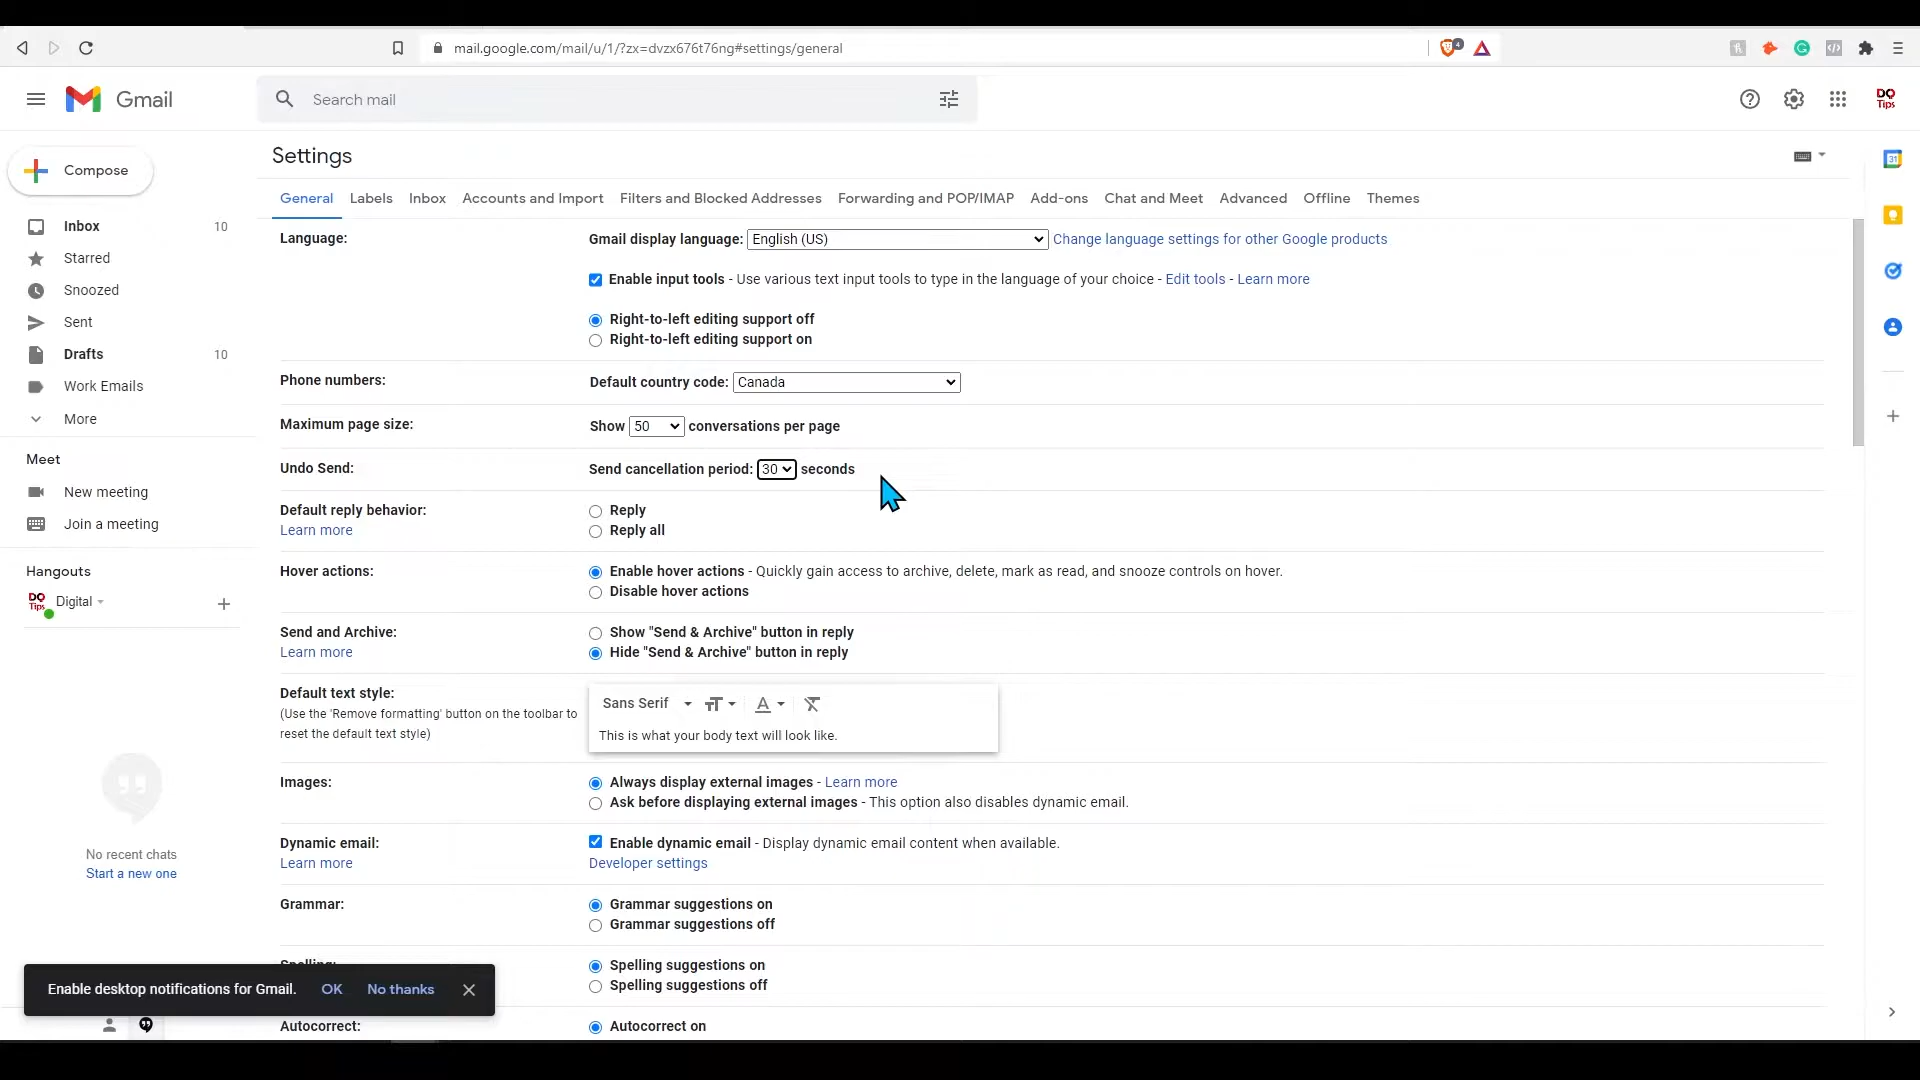 mail.google.com/mail/u/1/?zx=dvzx676t76ng#settings/general
4
Gmail
Search mail
DQ
Tips
Compose
Settings
31
General Labels Inbox Accounts and Import Filters and Blocked Addresses Forwarding and POP/IMAP Add-ons Chat and Meet Advanced Offline Themes
Inbox 10
Starred
Snoozed
Sent
Drafts 10
Work Emails
More
Meet
New meeting
Join a meeting
Hangouts
DQ
Tips
Digital
No recent chats
Start a new one
Language:
Gmail display language: English (US) Change language settings for other Google products
Enable input tools - Use various text input tools to type in the language of your choice - Edit tools - Learn more
Right-to-left editing support off
Right-to-left editing support on
Phone numbers:
Default country code: Canada
Maximum page size:
Show 50 conversations per page
Undo Send:
Send cancellation period: 30 seconds
Default reply behavior:
Learn more
Reply
Reply all
Hover actions:
Enable hover actions - Quickly gain access to archive, delete, mark as read, and snooze controls on hover.
Disable hover actions
Send and Archive:
Learn more
Show "Send & Archive" button in reply
Hide "Send & Archive" button in reply
Default text style:
(Use the 'Remove formatting' button on the toolbar to
reset the default text style)
Sans Serif
This is what your body text will look like.
Images:
Always display external images - Learn more
Ask before displaying external images - This option also disables dynamic email.
Dynamic email:
Learn more
Enable dynamic email - Display dynamic email content when available.
Developer settings
Grammar:
Grammar suggestions on
Grammar suggestions off
Spelling:
Spelling suggestions on
Spelling suggestions off
Autocorrect:
Autocorrect on
Enable desktop notifications for Gmail. OK No thanks